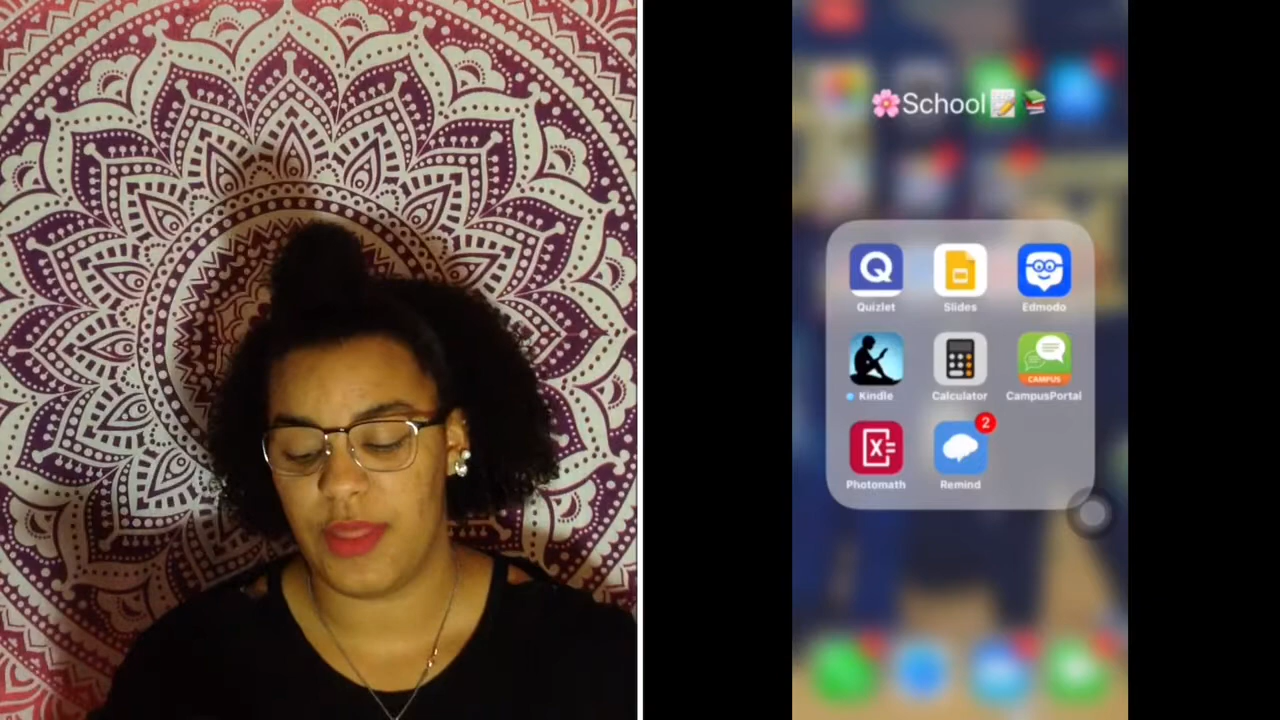 🌸School📝📚
Quizlet
Slides
Edmodo
Kindle
Calculator
CAMPUS
CampusPortal
2
Photomath
Remind